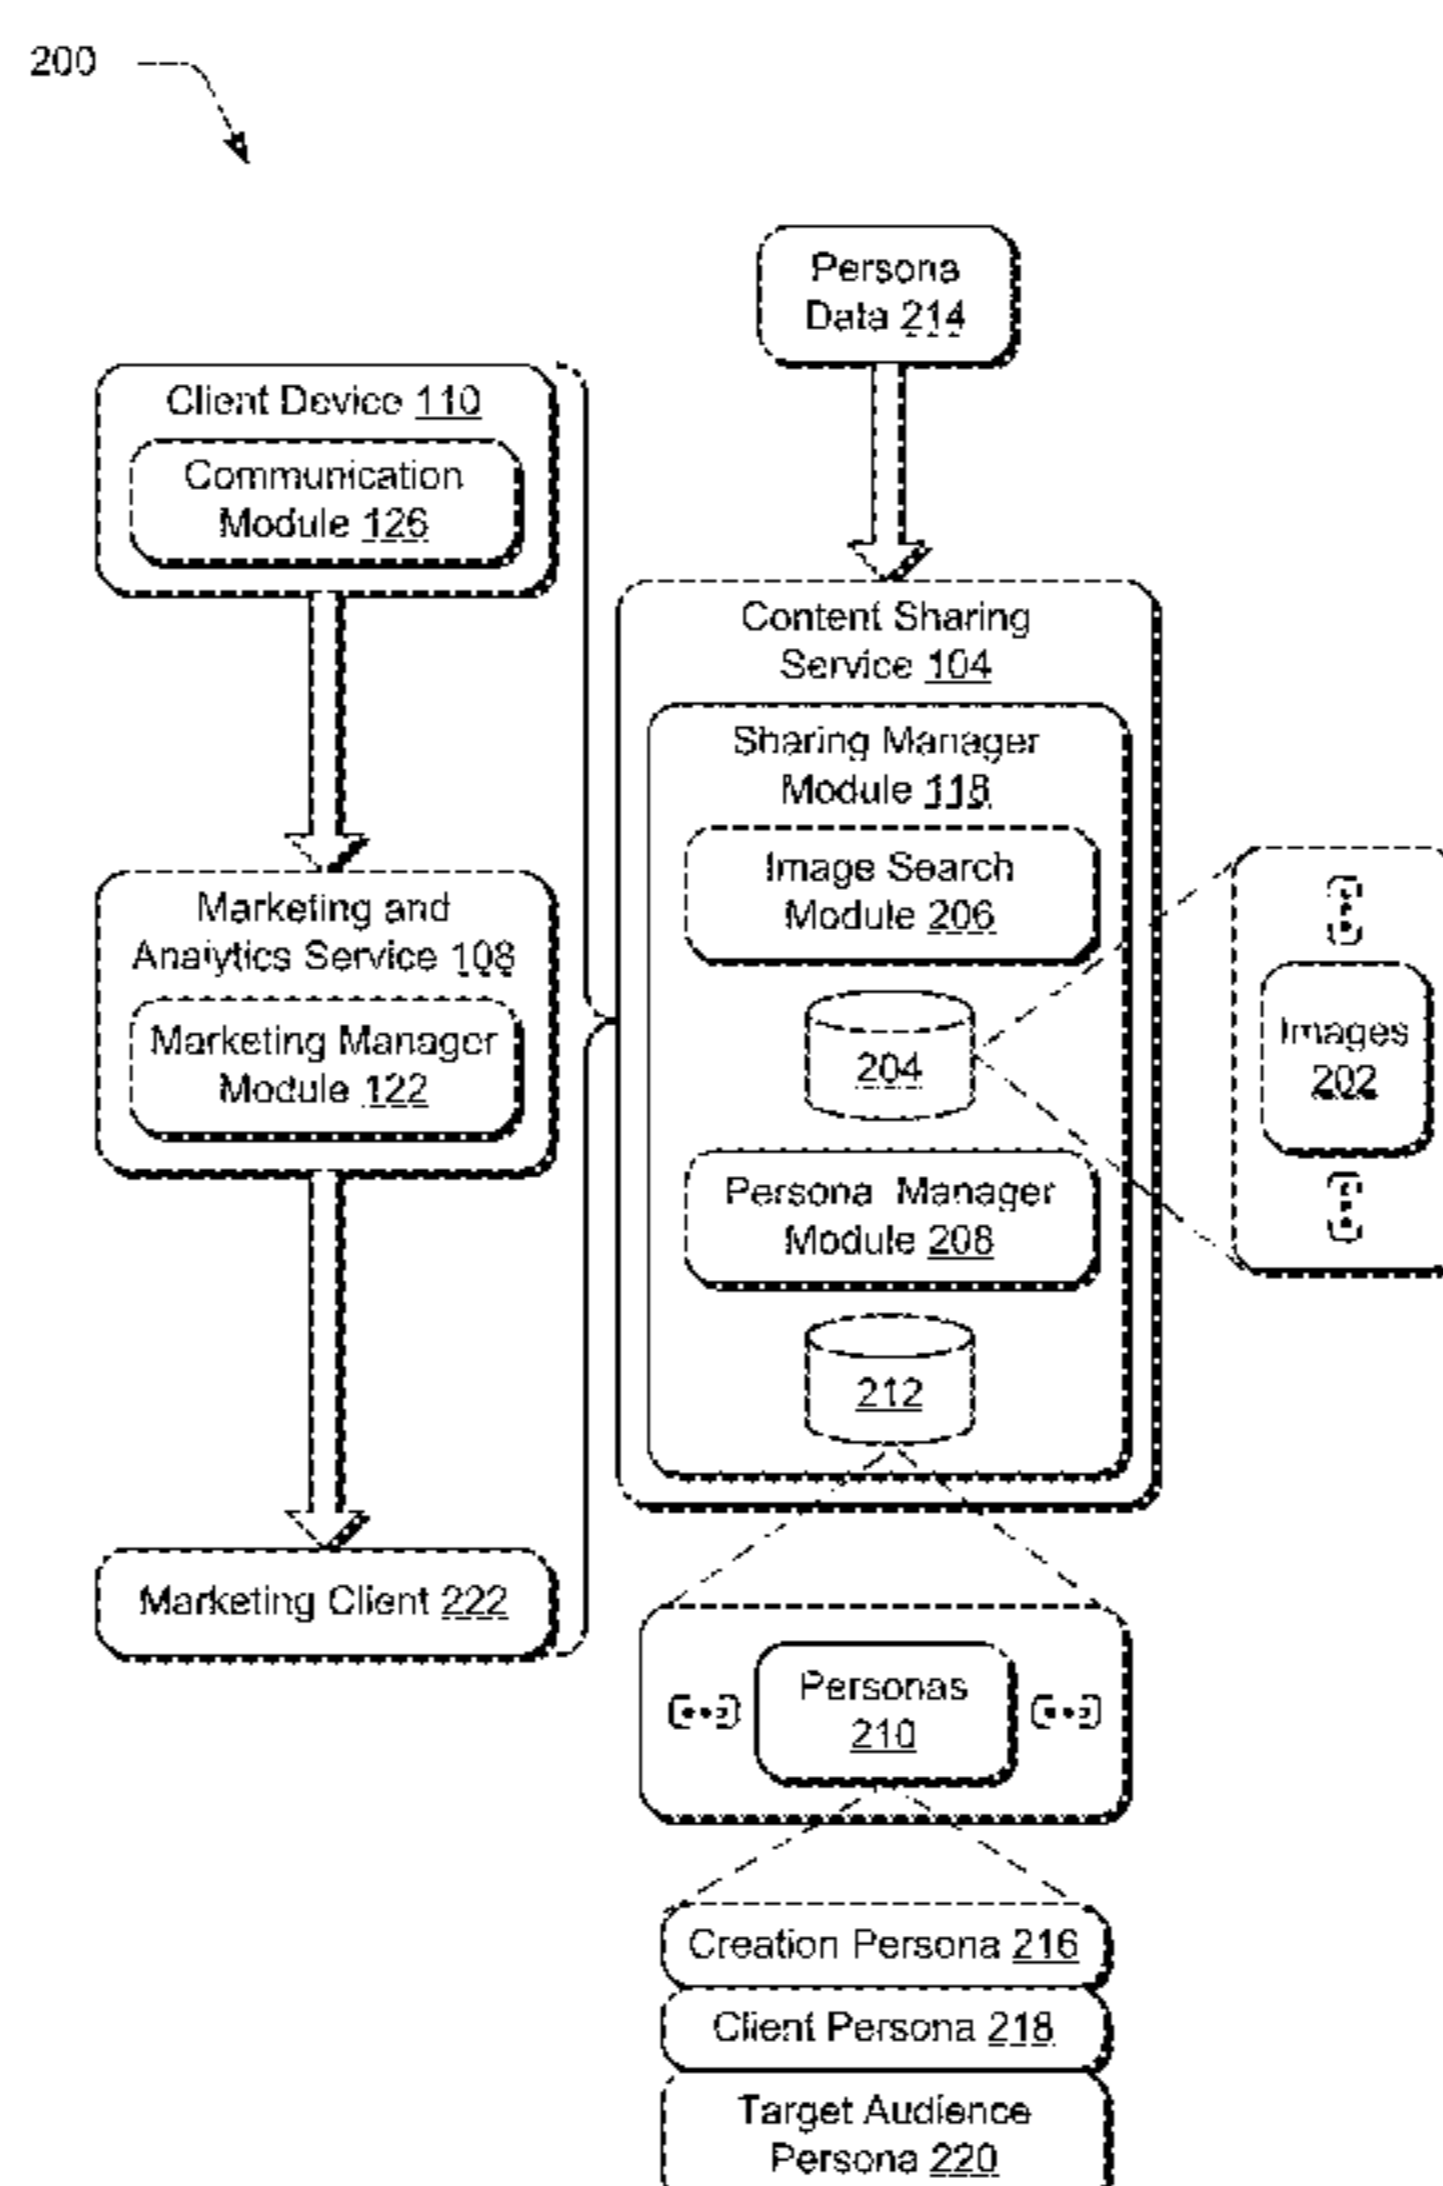 200
Persona
Data 214
Client Device 110
Communication
Module 126
Content Sharing
Service 104
Sharing Manager
Module 118
Image Search
Module 206
Marketing and
Analytics Service 108
Marketing Manager
Module 122
204
Images
202
Persona Manager
Module 208
212
Marketing Client 222
Personas
210
Creation Persona 216
Client Persona 218
Target Audience
Persona 220